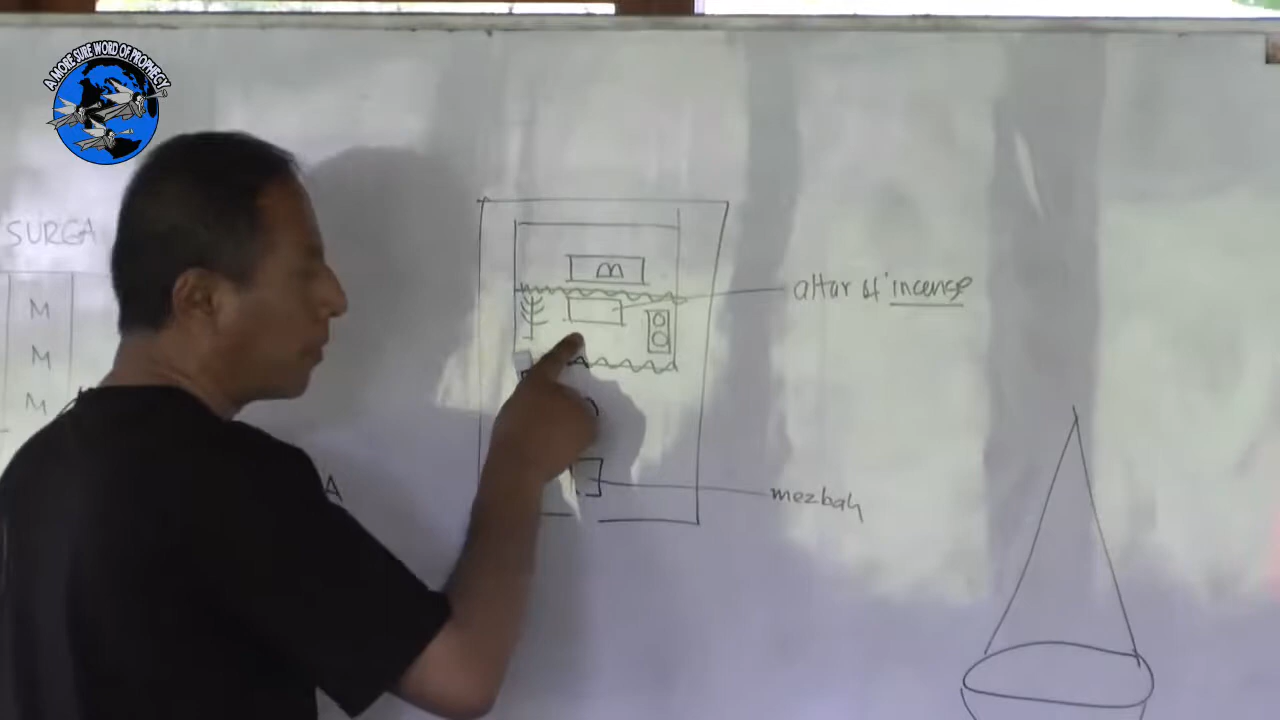 A MORE SURE WORD OF PROPHECY
SURGA
M
M
M
M
altar of incense
A
mezbah